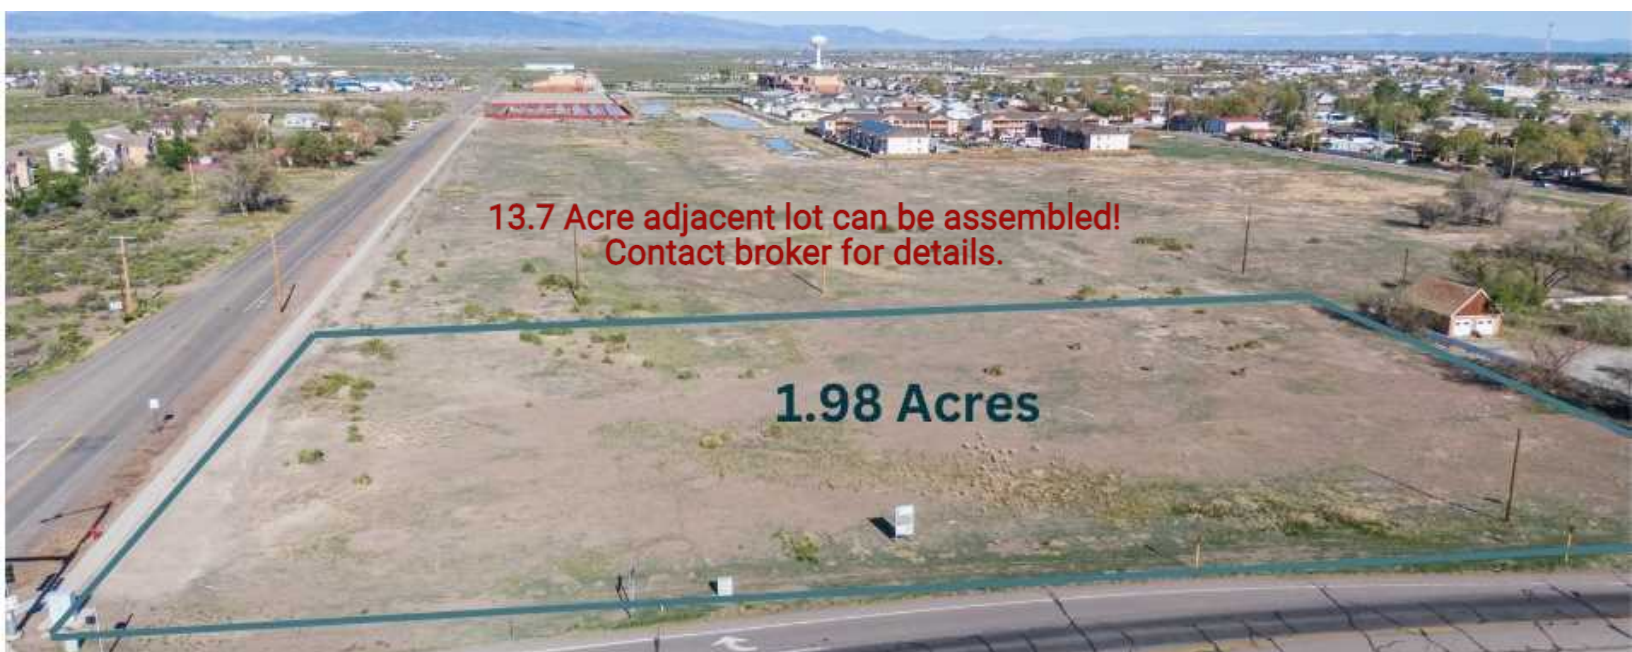 13.7 Acre adjacent lot can be assembled!
Contact broker for details.
1.98 Acres